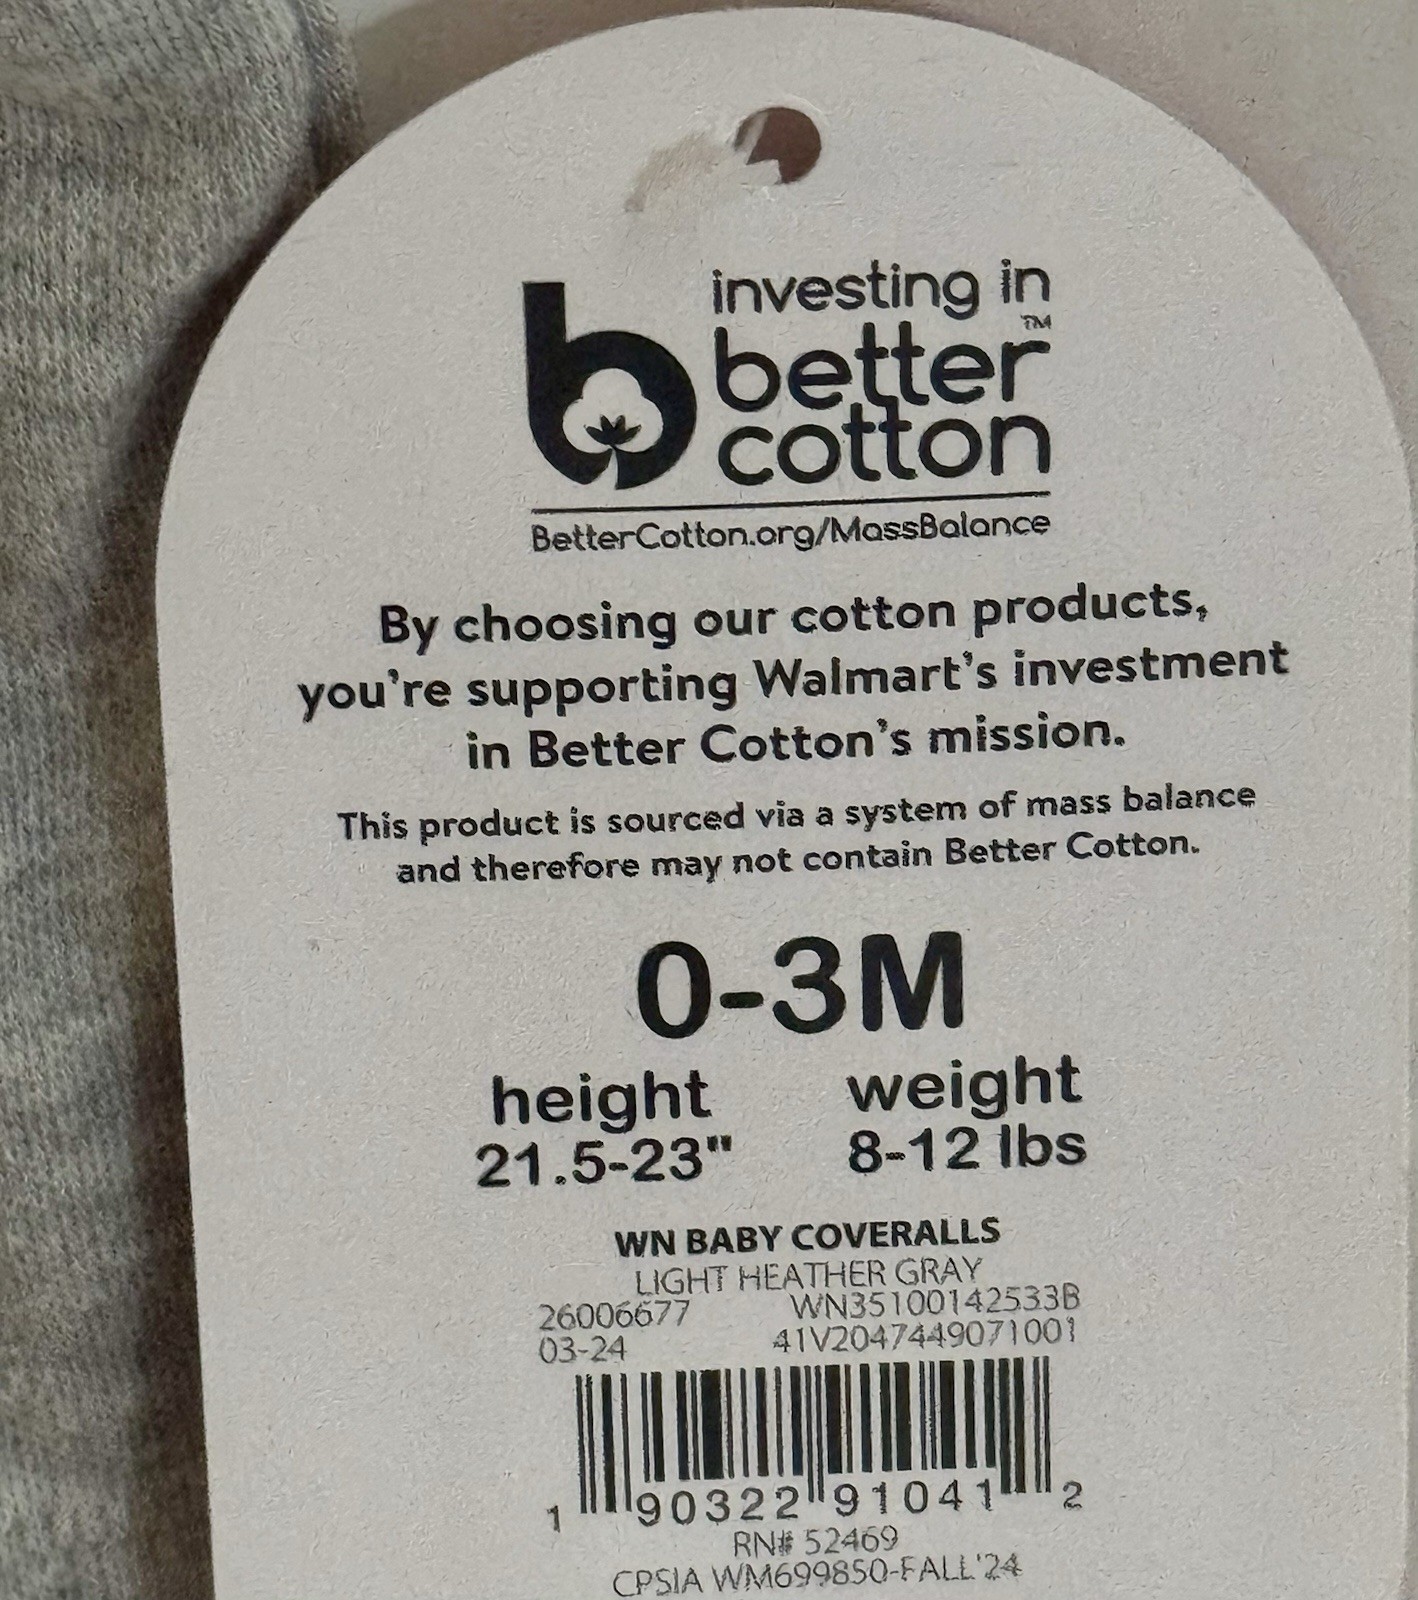 investing in
better™
cotton
BetterCotton.org/MassBalance
By choosing our cotton products,
you're supporting Walmart's investment
in Better Cotton's mission.
This product is sourced via a system of mass balance
and therefore may not contain Better Cotton.
0-3M
height weight
21.5-23" 8-12 lbs
WN BABY COVERALLS
LIGHT HEATHER GRAY
26006677 WN35100142533B
03-24 41V2047449071001
1 90322 91041 2
RN# 52469
CPSIA WM699850-FALL'24